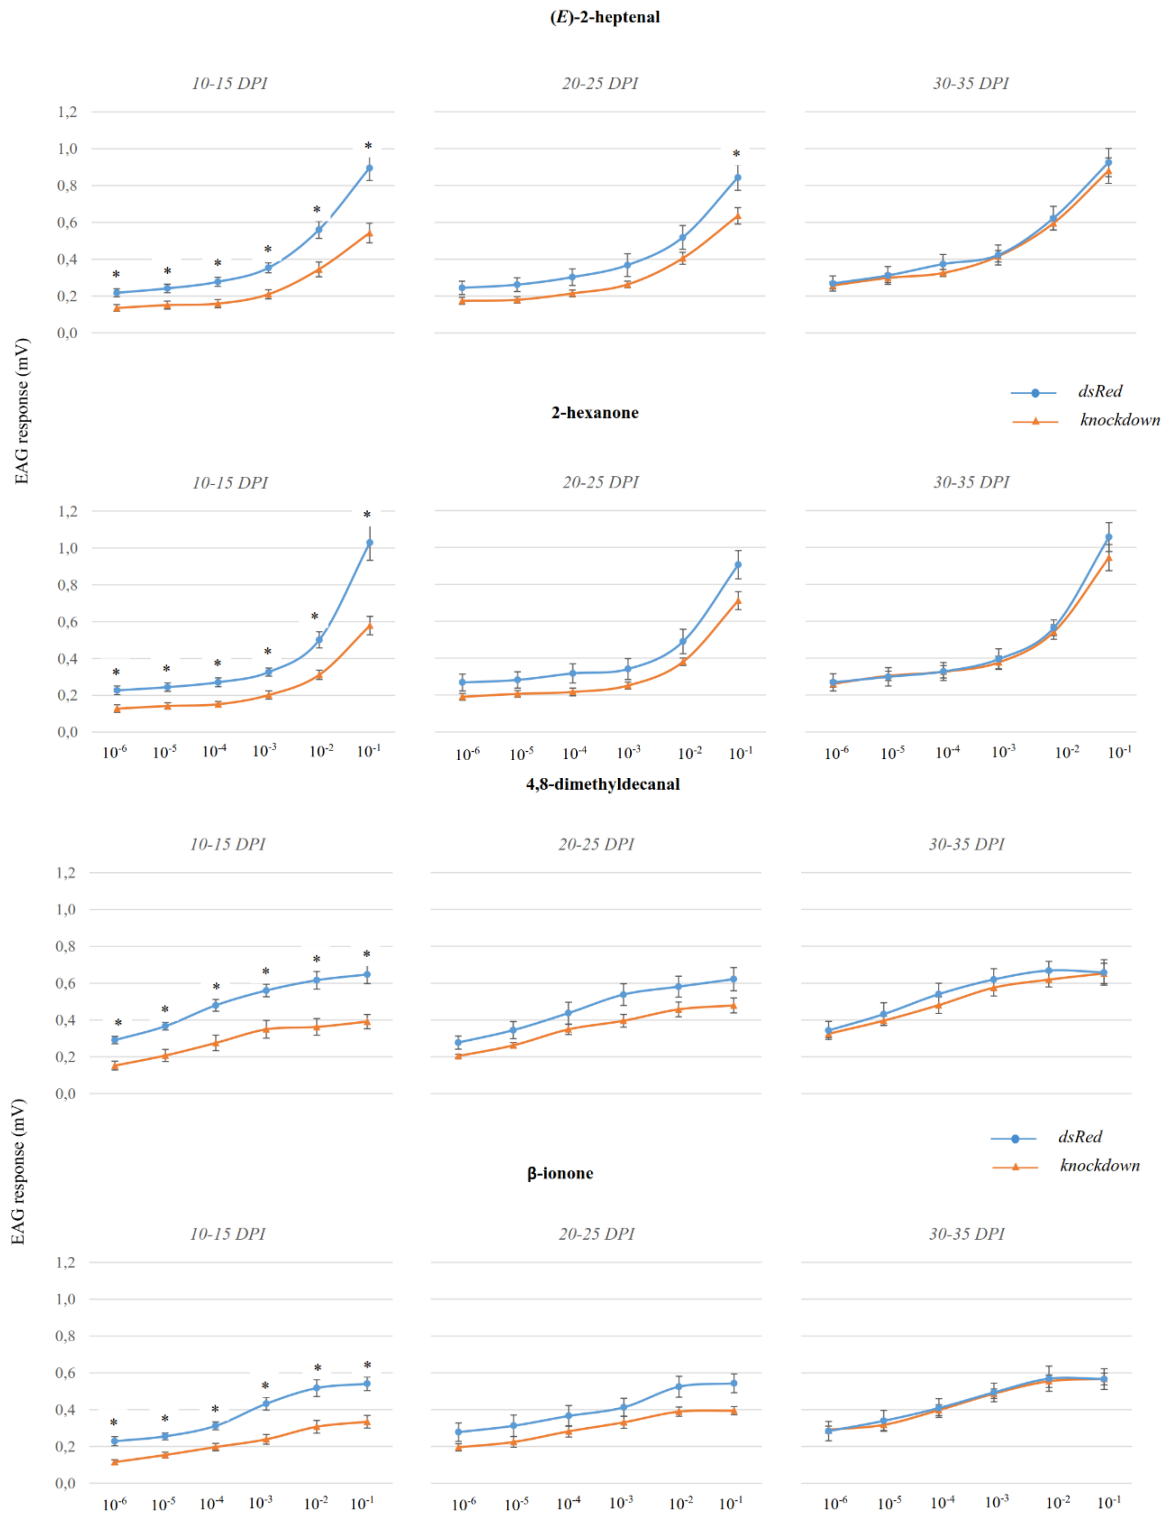 (E)-2-heptenal
10-15 DPI 20-25 DPI 30-35 DPI
1,2
* *
1,0
0,8
* 
0,6
*
0,4
* * *
0,2
0,0
EAG response (mV)
dsRed
knockdown
2-hexanone
10-15 DPI 20-25 DPI 30-35 DPI
1,2
*
1,0
0,8
0,6 *
0,4 * * * *
0,2
0,0
10-6 10-5 10-4 10-3 10-2 10-1 10-6 10-5 10-4 10-3 10-2 10-1 10-6 10-5 10-4 10-3 10-2 10-1
4,8-dimethyldecanal
10-15 DPI 20-25 DPI 30-35 DPI
1,2
1,0
0,8
* * * * * *
0,6
0,4
0,2
0,0
EAG response (mV)
dsRed
knockdown
β-ionone
10-15 DPI 20-25 DPI 30-35 DPI
1,2
1,0
0,8
0,6
* * * * * *
0,4
0,2
0,0
10-6 10-5 10-4 10-3 10-2 10-1 10-6 10-5 10-4 10-3 10-2 10-1 10-6 10-5 10-4 10-3 10-2 10-1